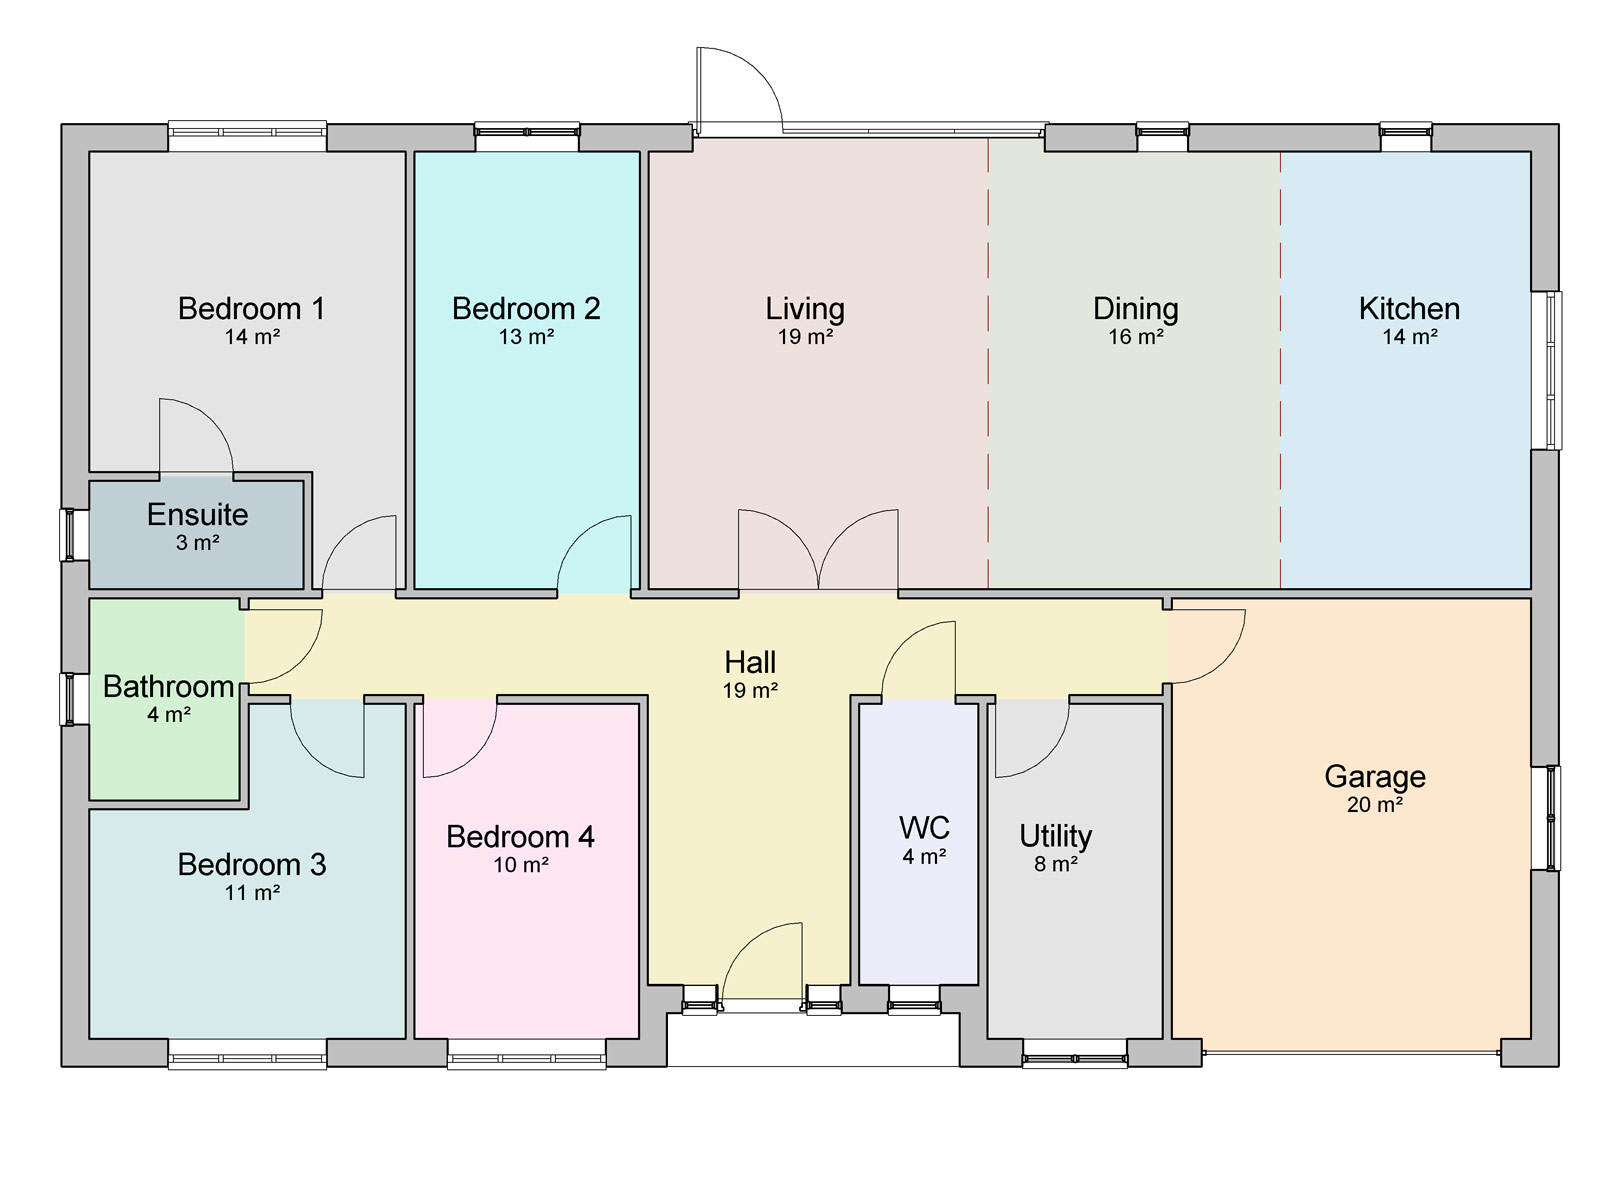 Bedroom 1
14 m²
Bedroom 2
13 m²
Living
19 m²
Dining
16 m²
Kitchen
14 m²
Ensuite
3 m²
Bathroom
4 m²
Hall
19 m²
Bedroom 3
11 m²
Bedroom 4
10 m²
WC
4 m²
Utility
8 m²
Garage
20 m²